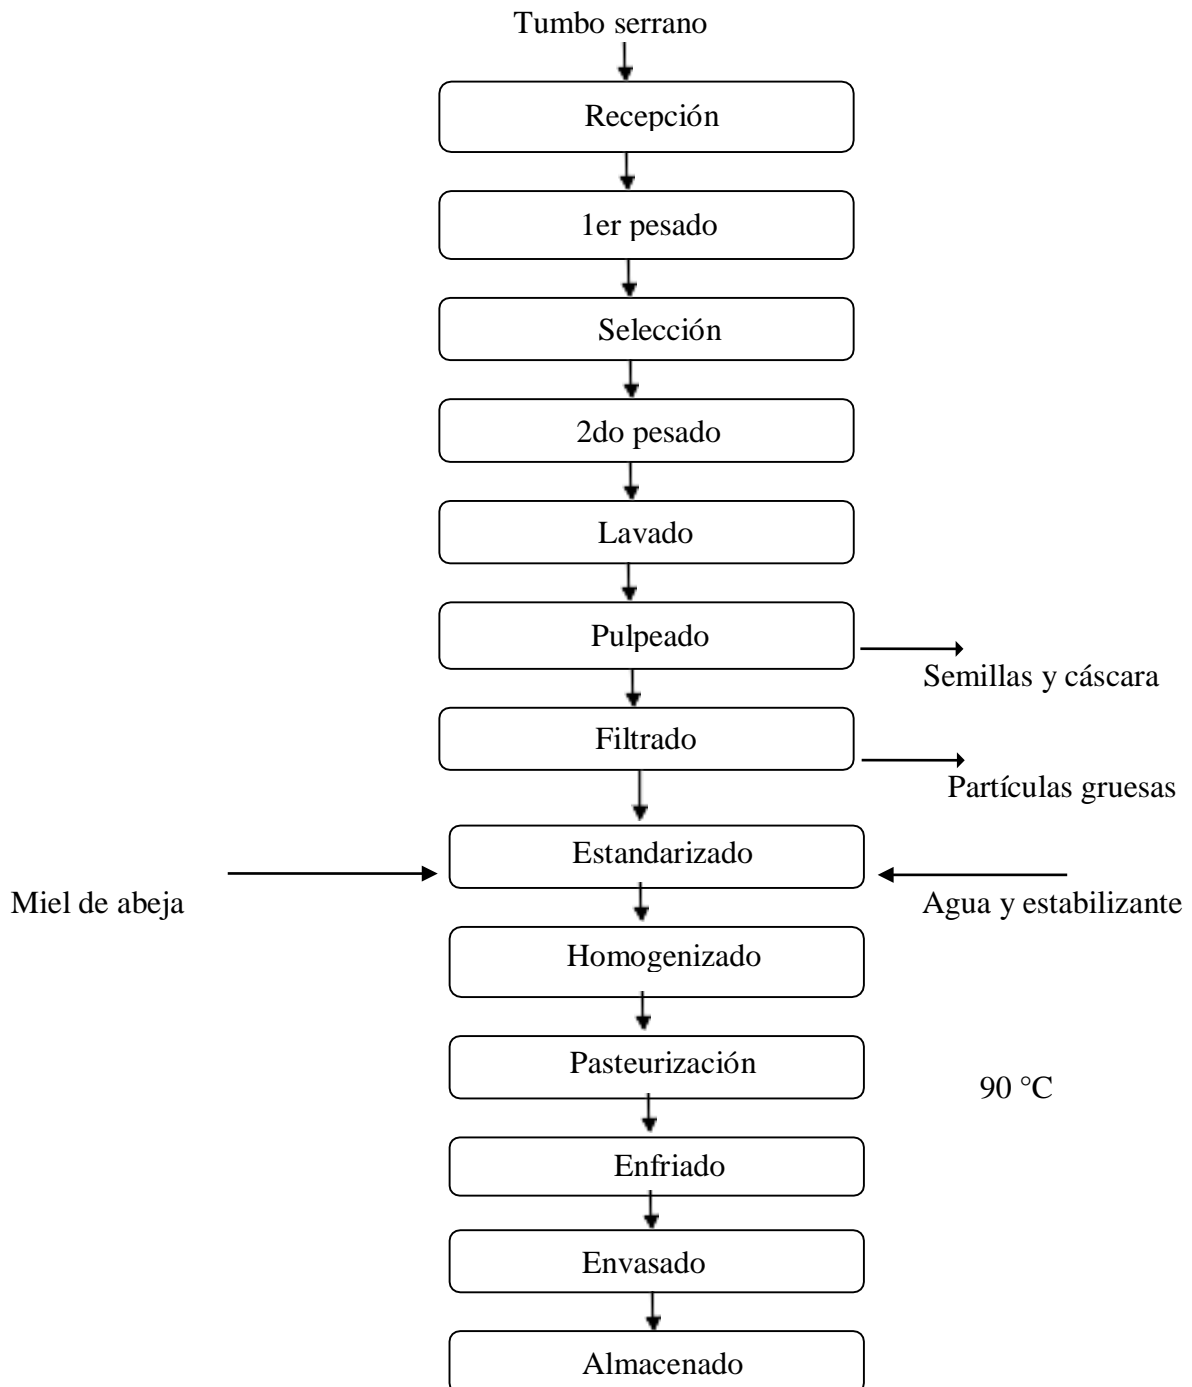 Tumbo serrano
Recepción
1er pesado
Selección
2do pesado
Lavado
Pulpeado
Semillas y cáscara
Filtrado
Partículas gruesas
Estandarizado
Miel de abeja
Agua y estabilizante
Homogenizado
Pasteurización
90 °C
Enfriado
Envasado
Almacenado